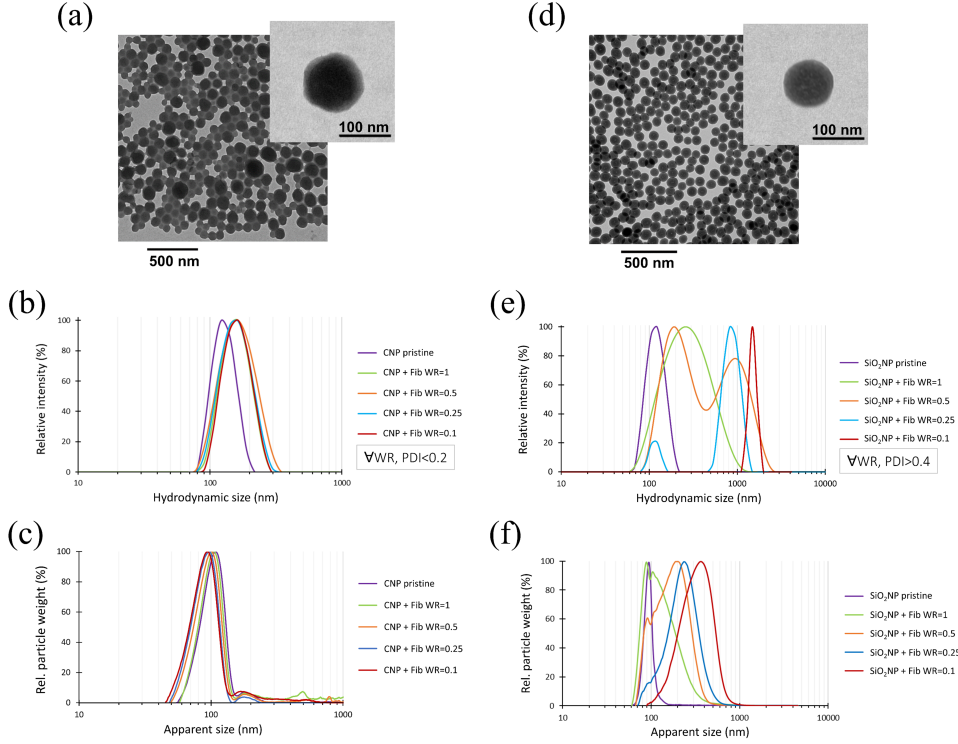 (a)
100 nm
500 nm
(d)
100 nm
500 nm
(b)
Relative intensity (%)
100
80
60
40
20
0
10
100
1000
Hydrodynamic size (nm)
CNP pristine
CNP + Fib WR=1
CNP + Fib WR=0.5
CNP + Fib WR=0.25
CNP + Fib WR=0.1
∀WR, PDI<0.2
(e)
Relative intensity (%)
100
80
60
40
20
0
10
100
1000
10000
Hydrodynamic size (nm)
SiO₂NP pristine
SiO₂NP + Fib WR=1
SiO₂NP + Fib WR=0.5
SiO₂NP + Fib WR=0.25
SiO₂NP + Fib WR=0.1
∀WR, PDI>0.4
(c)
Rel. particle weight (%)
100
80
60
40
20
0
10
100
1000
Apparent size (nm)
CNP pristine
CNP + Fib WR=1
CNP + Fib WR=0.5
CNP + Fib WR=0.25
CNP + Fib WR=0.1
(f)
Rel. particle weight (%)
100
80
60
40
20
0
10
100
1000
10000
Apparent size (nm)
SiO₂NP pristine
SiO₂NP + Fib WR=1
SiO₂NP + Fib WR=0.5
SiO₂NP + Fib WR=0.25
SiO₂NP + Fib WR=0.1